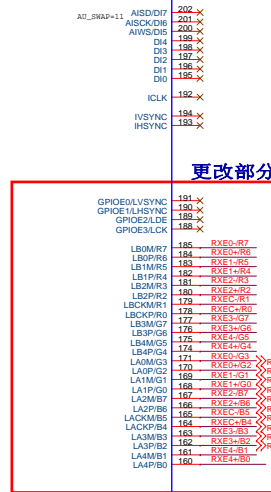 AU_SWAP=11
AISD/DI7 202
AISCK/DI6 201
AIWS/DI5 200
DI4 199
DI3 198
DI2 197
DI1 196
DI0 195
ICLK 192
IVSYNC 194
IHSYNC 193
更改部分
GPIOE0/LVSYNC 191
GPIOE1/LHSYNC 190
GPIOE2/LDE 189
GPIOE3/LCK 188
LB0M/R7 185 RXE0-/R7
LB0P/R6 184 RXE0+/R6
LB1M/R5 183 RXE1-/R5
LB1P/R4 182 RXE1+/R4
LB2M/R3 181 RXE2-/R3
LB2P/R2 180 RXE2+/R2
LBCKM/R1 179 RXEC-/R1
LBCKP/R0 178 RXEC+/R0
LB3M/G7 177 RXE3-/G7
LB3P/G6 176 RXE3+/G6
LB4M/G5 175 RXE4-/G5
LB4P/G4 174 RXE4+/G4
LA0M/G3 171 RXE0-/G3
LA0P/G2 170 RXE0+/G2
LA1M/G1 169 RXE1-/G1
LA1P/G0 168 RXE1+/G0
LA2M/B7 167 RXE2-/B7
LA2P/B6 166 RXE2+/B6
LACKM/B5 165 RXEC-/B5
LACKP/B4 164 RXEC+/B4
LA3M/B3 163 RXE3-/B3
LA3P/B2 162 RXE3+/B2
LA4M/B1 161 RXE4-/B1
LA4P/B0 160 RXE4+/B0